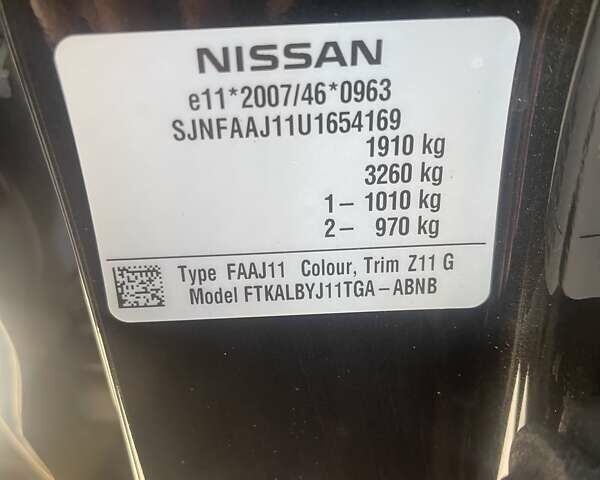 NISSAN
e11*2007/46*0963
SJNFAAJ11U1654169
1910 kg
3260 kg
1– 1010 kg
2– 970 kg
Type FAAJ11 Colour, Trim Z11 G
Model FTKALBYJ11TGA–ABNB